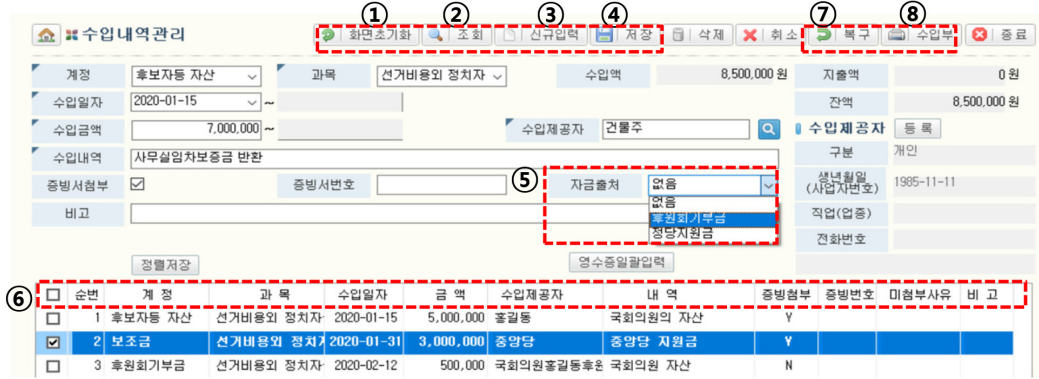 ① ② ③ ④ ⑦ ⑧
수입내역관리 화면초기화 조회 신규입력 저장 삭제 취소 복구 수입부 종료
계정 후보자등 자산 과목 선거비용외 정치자 수입액 8,500,000 원 지출액 0 원
수입일자 2020-01-15 ~ 잔액 8,500,000 원
수입금액 7,000,000 ~ 수입제공자 건물주 수입제공자 등록
수입내역 사무실임차보증금 반환 구분 개인
증빙서첨부 증빙서번호 ⑤ 자금출처 없음 생년월일 (사업자번호) 1985-11-11
없음
비고 후원회기부금 직업(업종)
정당지원금
전화번호
정렬저장 영수증일괄입력
⑥ 순번 계 정 과 목 수입일자 금 액 수입제공자 내 역 증빙첨부 증빙번호 미첨부사유 비 고
1 후보자등 자산 선거비용외 정치자 2020-01-15 5,000,000 홍길동 국회의원의 자산 Y
2 보조금 선거비용외 정치 2020-01-31 3,000,000 중앙당 중앙당 지원금 Y
3 후원회기부금 선거비용외 정치자 2020-02-12 500,000 국회의원홍길동후원 국회의원 자산 N